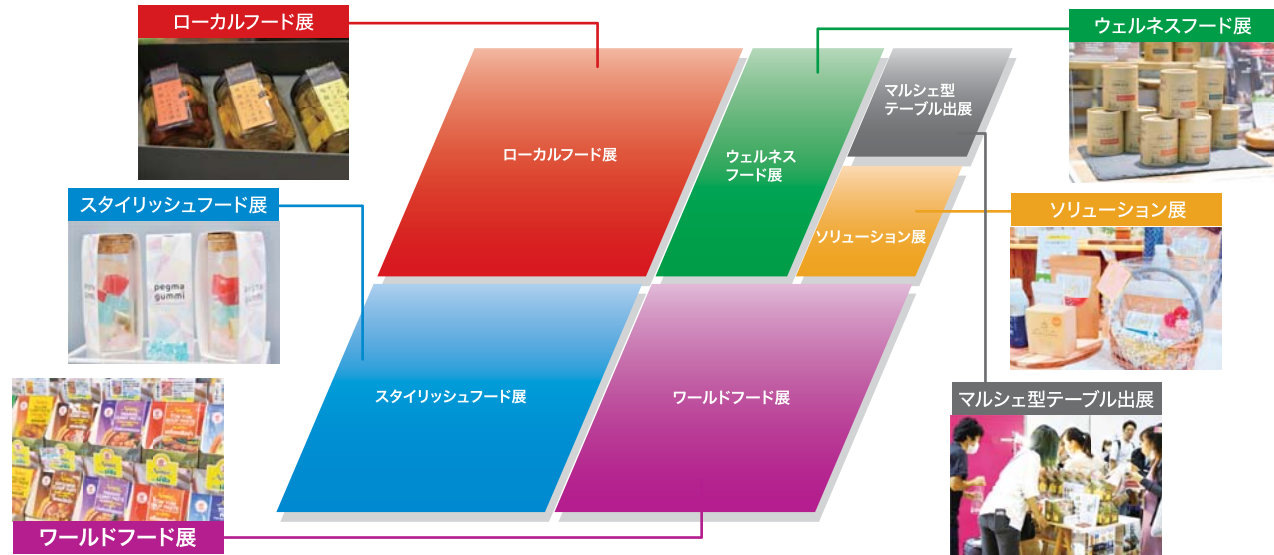 ローカルフード展
ウェルネスフード展
マルシェ型
テーブル出展
ローカルフード展
ウェルネス
フード展
スタイリッシュフード展
ソリューション展
ソリューション展
pegma
gummi
スタイリッシュフード展
ワールドフード展
マルシェ型テーブル出展
ワールドフード展